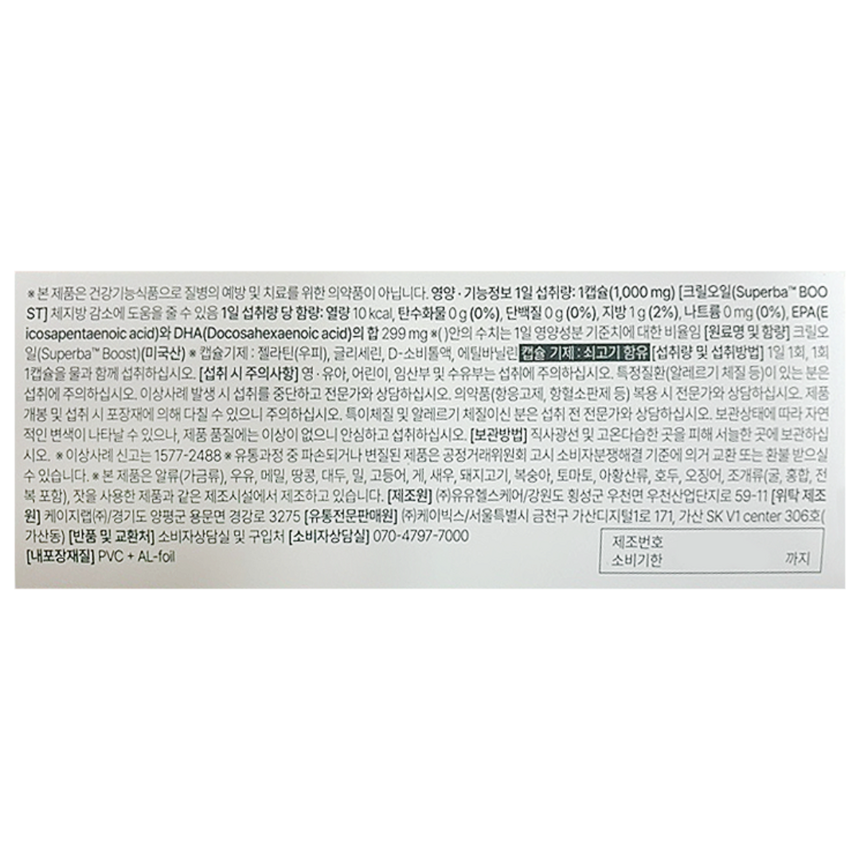 ※ 본 제품은 건강기능식품으로 질병의 예방 및 치료를 위한 의약품이 아닙니다. 영양 · 기능정보 1일 섭취량: 1캡슐(1,000 mg) [크릴오일(Superba™ BOO
ST] 체지방 감소에 도움을 줄 수 있음 1일 섭취량 당 함량: 열량 10 kcal, 탄수화물 0 g (0%), 단백질 0 g (0%), 지방 1 g (2%), 나트륨 0 mg (0%), EPA(E
icosapentaenoic acid)와 DHA(Docosahexaenoic acid)의 합 299 mg ※( )안의 수치는 1일 영양성분 기준치에 대한 비율임 [원료명 및 함량] 크릴오
일(Superba™ Boost)(미국산) ※ 캡슐기제 : 젤라틴(우피), 글리세린, D-소비톨액, 에틸바닐린 캡슐 기제 : 쇠고기 함유 [섭취량 및 섭취방법] 1일 1회, 1회
1캡슐을 물과 함께 섭취하십시오. [섭취 시 주의사항] 영 · 유아, 어린이, 임산부 및 수유부는 섭취에 주의하십시오. 특정질환(알레르기 체질 등)이 있는 분은
섭취에 주의하십시오. 이상사례 발생 시 섭취를 중단하고 전문가와 상담하십시오. 의약품(항응고제, 항혈소판제 등) 복용 시 전문가와 상담하십시오. 제품
개봉 및 섭취 시 포장재에 의해 다칠 수 있으니 주의하십시오. 특이체질 및 알레르기 체질이신 분은 섭취 전 전문가와 상담하십시오. 보관상태에 따라 자연
적인 변색이 나타날 수 있으나, 제품 품질에는 이상이 없으니 안심하고 섭취하십시오. [보관방법] 직사광선 및 고온다습한 곳을 피해 서늘한 곳에 보관하십
시오. ※ 이상사례 신고는 1577-2488 ※ 유통과정 중 파손되거나 변질된 제품은 공정거래위원회 고시 소비자분쟁해결 기준에 의거 교환 또는 환불 받으실
수 있습니다. ※ 본 제품은 알류(가금류), 우유, 메밀, 땅콩, 대두, 밀, 고등어, 게, 새우, 돼지고기, 복숭아, 토마토, 아황산류, 호두, 오징어, 조개류(굴, 홍합, 전
복 포함), 잣을 사용한 제품과 같은 제조시설에서 제조하고 있습니다. [제조원] ㈜유유헬스케어/강원도 횡성군 우천면 우천산업단지로 59-11 [위탁 제조
원] 케이지랩㈜/경기도 양평군 용문면 경강로 3275 [유통전문판매원] ㈜케이빅스/서울특별시 금천구 가산디지털1로 171, 가산 SK V1 center 306호(
가산동) [반품 및 교환처] 소비자상담실 및 구입처 [소비자상담실] 070-4797-7000
[내포장재질] PVC + AL-foil
제조번호
소비기한 까지